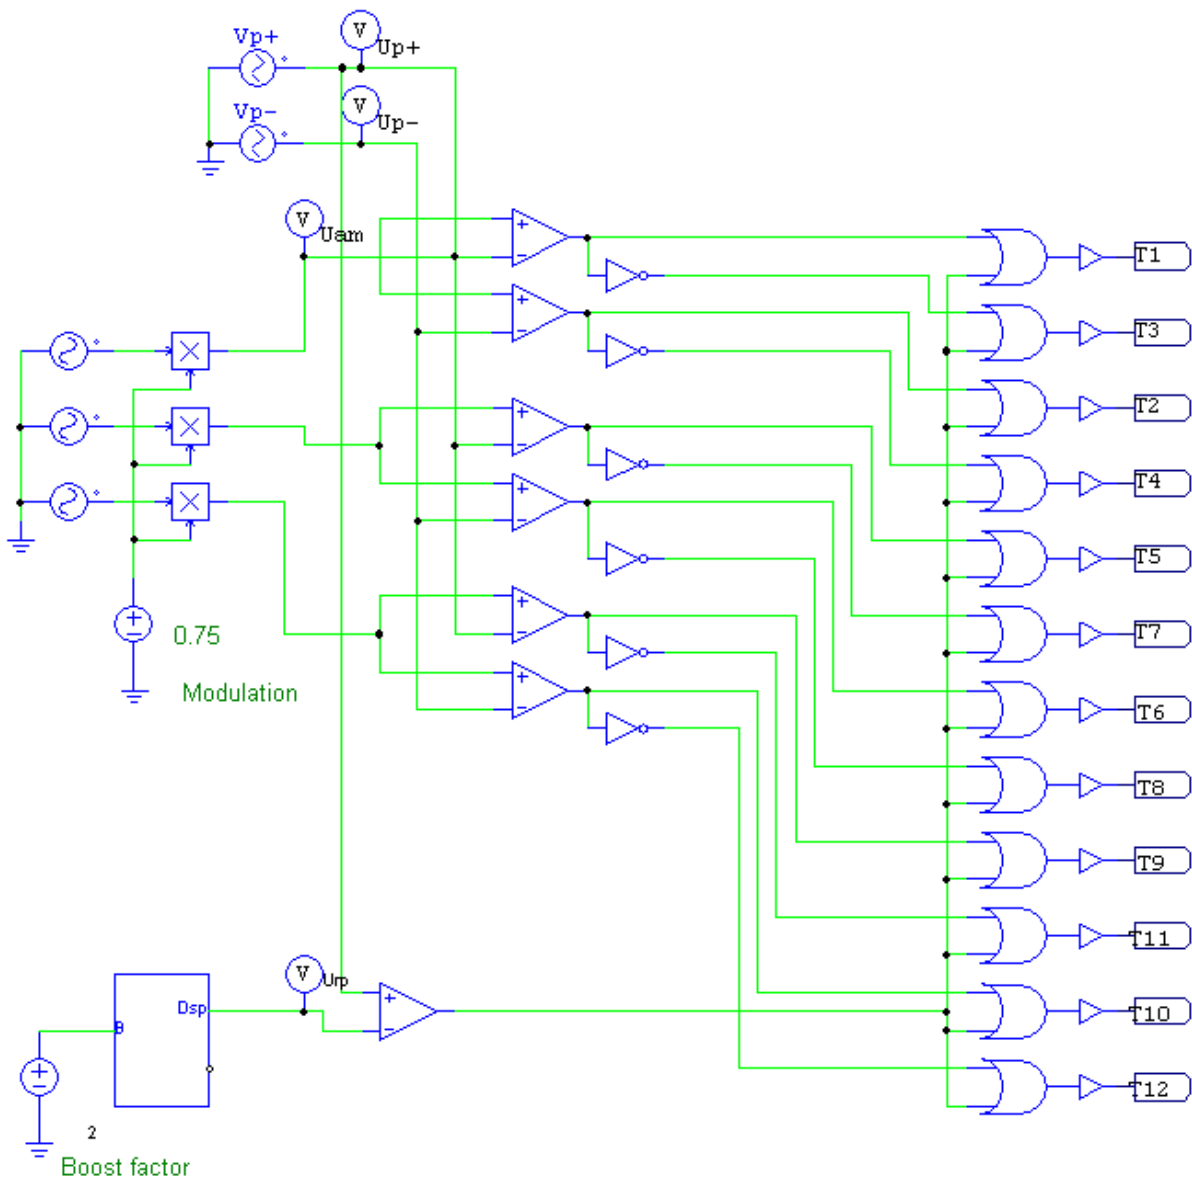 Vp+
V
Up+
Vp-
V
Up-
V
Uam
T1
T3
T2
T4
T5
T7
T6
T8
T9
T11
T10
T12
0.75
Modulation
V
Urp
Dsp
B
2
Boost factor